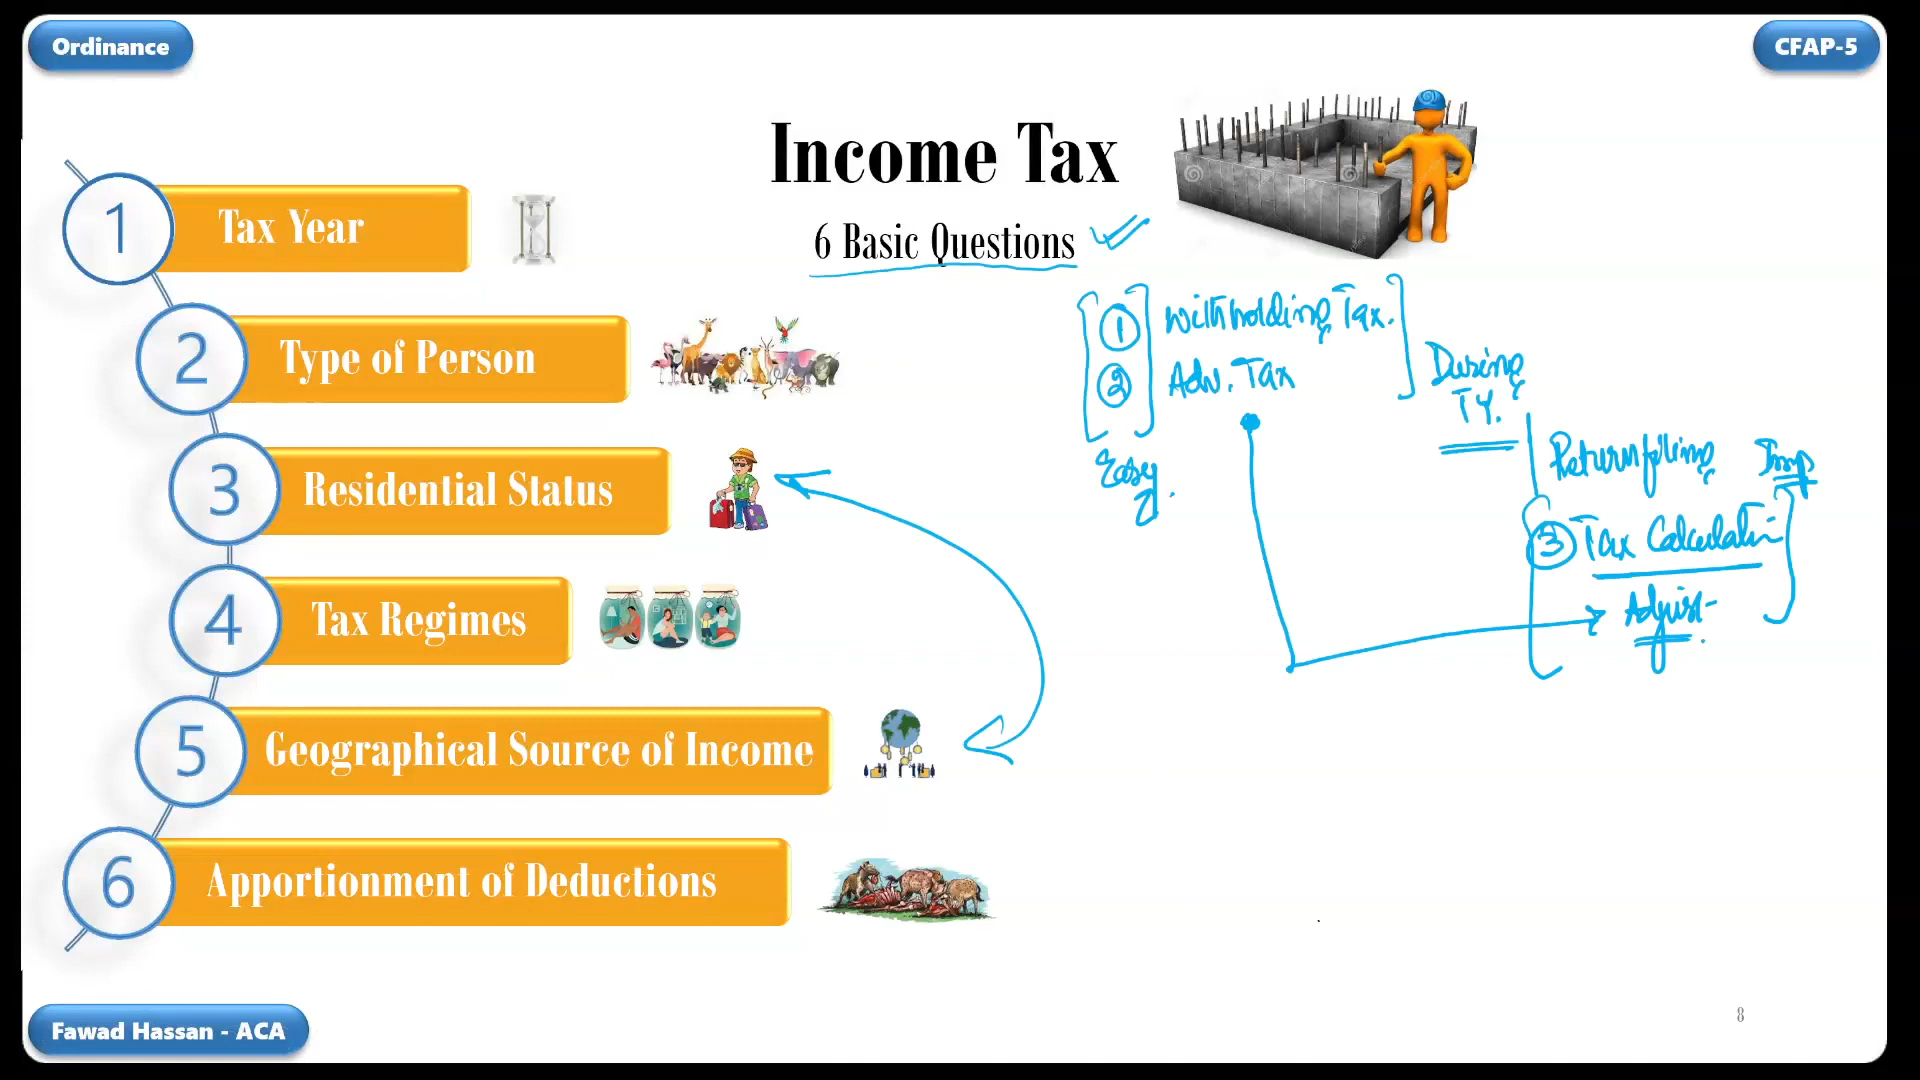 Ordinance
CFAP-5
Income Tax
6 Basic Questions
1 Tax Year
2 Type of Person
3 Residential Status
4 Tax Regimes
5 Geographical Source of Income
6 Apportionment of Deductions
1 Withholding Tax.
2 Adv. Tax
Easy.
During
TY.
Return filing Imp
3 Tax Calculation
Adjust.
Fawad Hassan - ACA
8